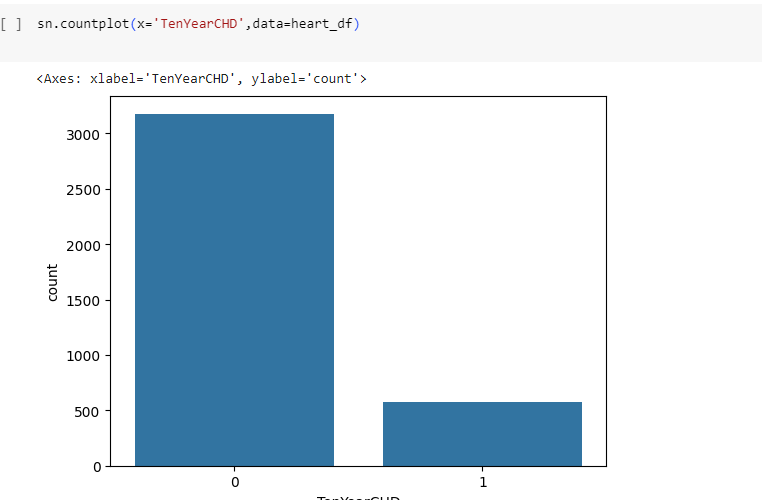 [ ] sn.countplot(x='TenYearCHD',data=heart_df)
<Axes: xlabel='TenYearCHD', ylabel='count'>
3000
2500
2000
1500
1000
500
0
count
0 1
TenYearCHD